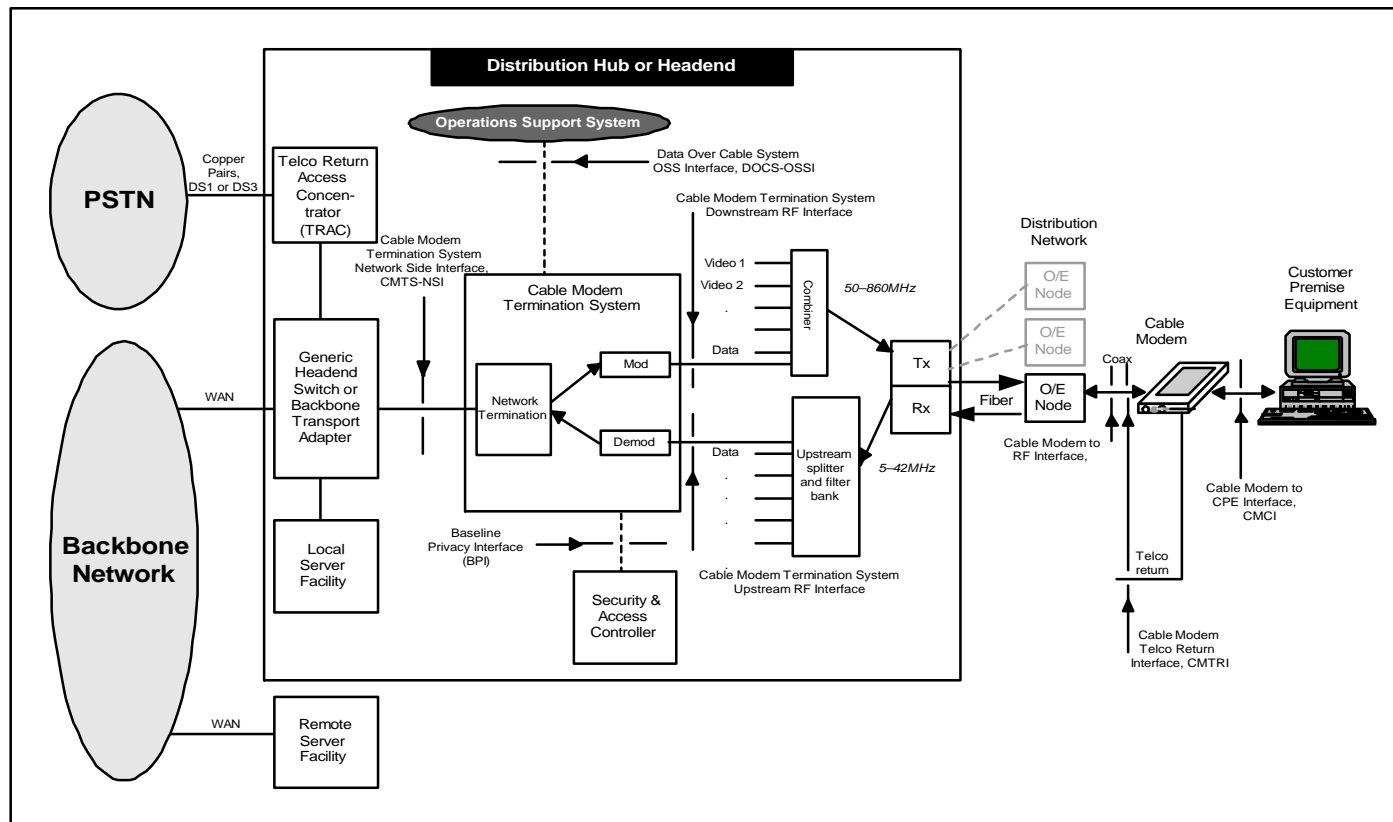 Distribution Hub or Headend
Operations Support System
PSTN
Copper
Pairs,
DS1 or DS3
Telco Return
Access
Concen-
trator
(TRAC)
Data Over Cable System
OSS Interface, DOCS-OSSI
Cable Modem Termination System
Downstream RF Interface
Cable Modem
Termination System
Network Side Interface,
CMTS-NSI
Video 1
Video 2
.
.
Data
Combiner
50–860MHz
Distribution
Network
O/E
Node
O/E
Node
O/E
Node
Customer
Premise
Equipment
Cable
Modem
Coax
Cable Modem
Termination System
Network
Termination
Mod
Demod
Generic
Headend
Switch or
Backbone
Transport
Adapter
WAN
Tx
Rx
Fiber
Cable Modem to
RF Interface,
5–42MHz
Data
.
.
.
.
Upstream
splitter
and filter
bank
Cable Modem to
CPE Interface,
CMCI
Backbone
Network
Local
Server
Facility
Baseline
Privacy Interface
(BPI)
Cable Modem Termination System
Upstream RF Interface
Telco
return
Security &
Access
Controller
Cable Modem
Telco Return
Interface, CMTRI
WAN
Remote
Server
Facility